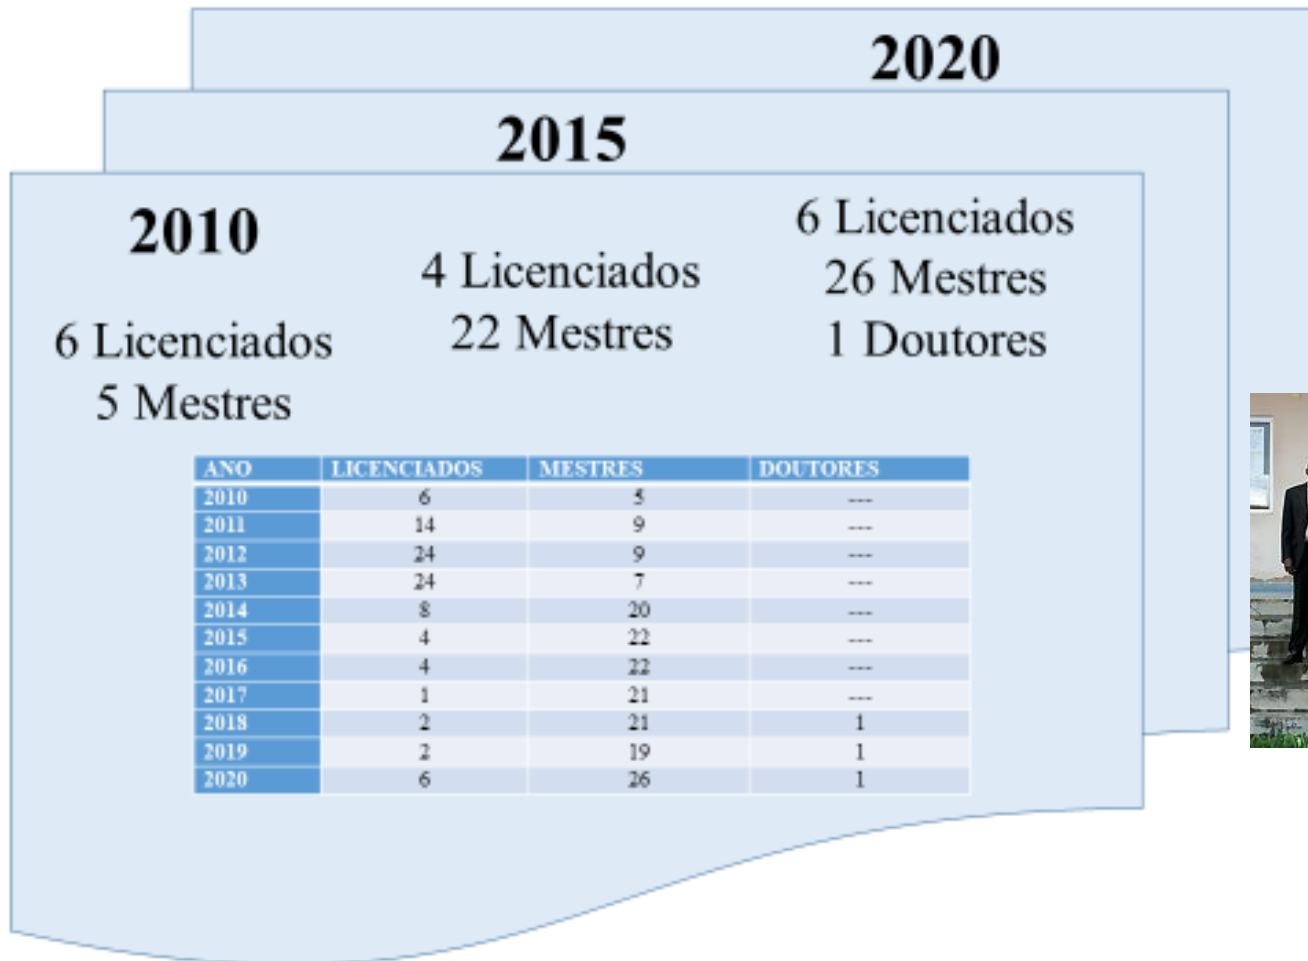 2020
2015
2010
6 Licenciados
5 Mestres
4 Licenciados
22 Mestres
6 Licenciados
26 Mestres
1 Doutores
ANO LICENCIADOS MESTRES DOUTORES
2010 6 5 ---
2011 14 9 ---
2012 24 9 ---
2013 24 7 ---
2014 8 20 ---
2015 4 22 ---
2016 4 22 ---
2017 1 21 ---
2018 2 21 1
2019 2 19 1
2020 6 26 1